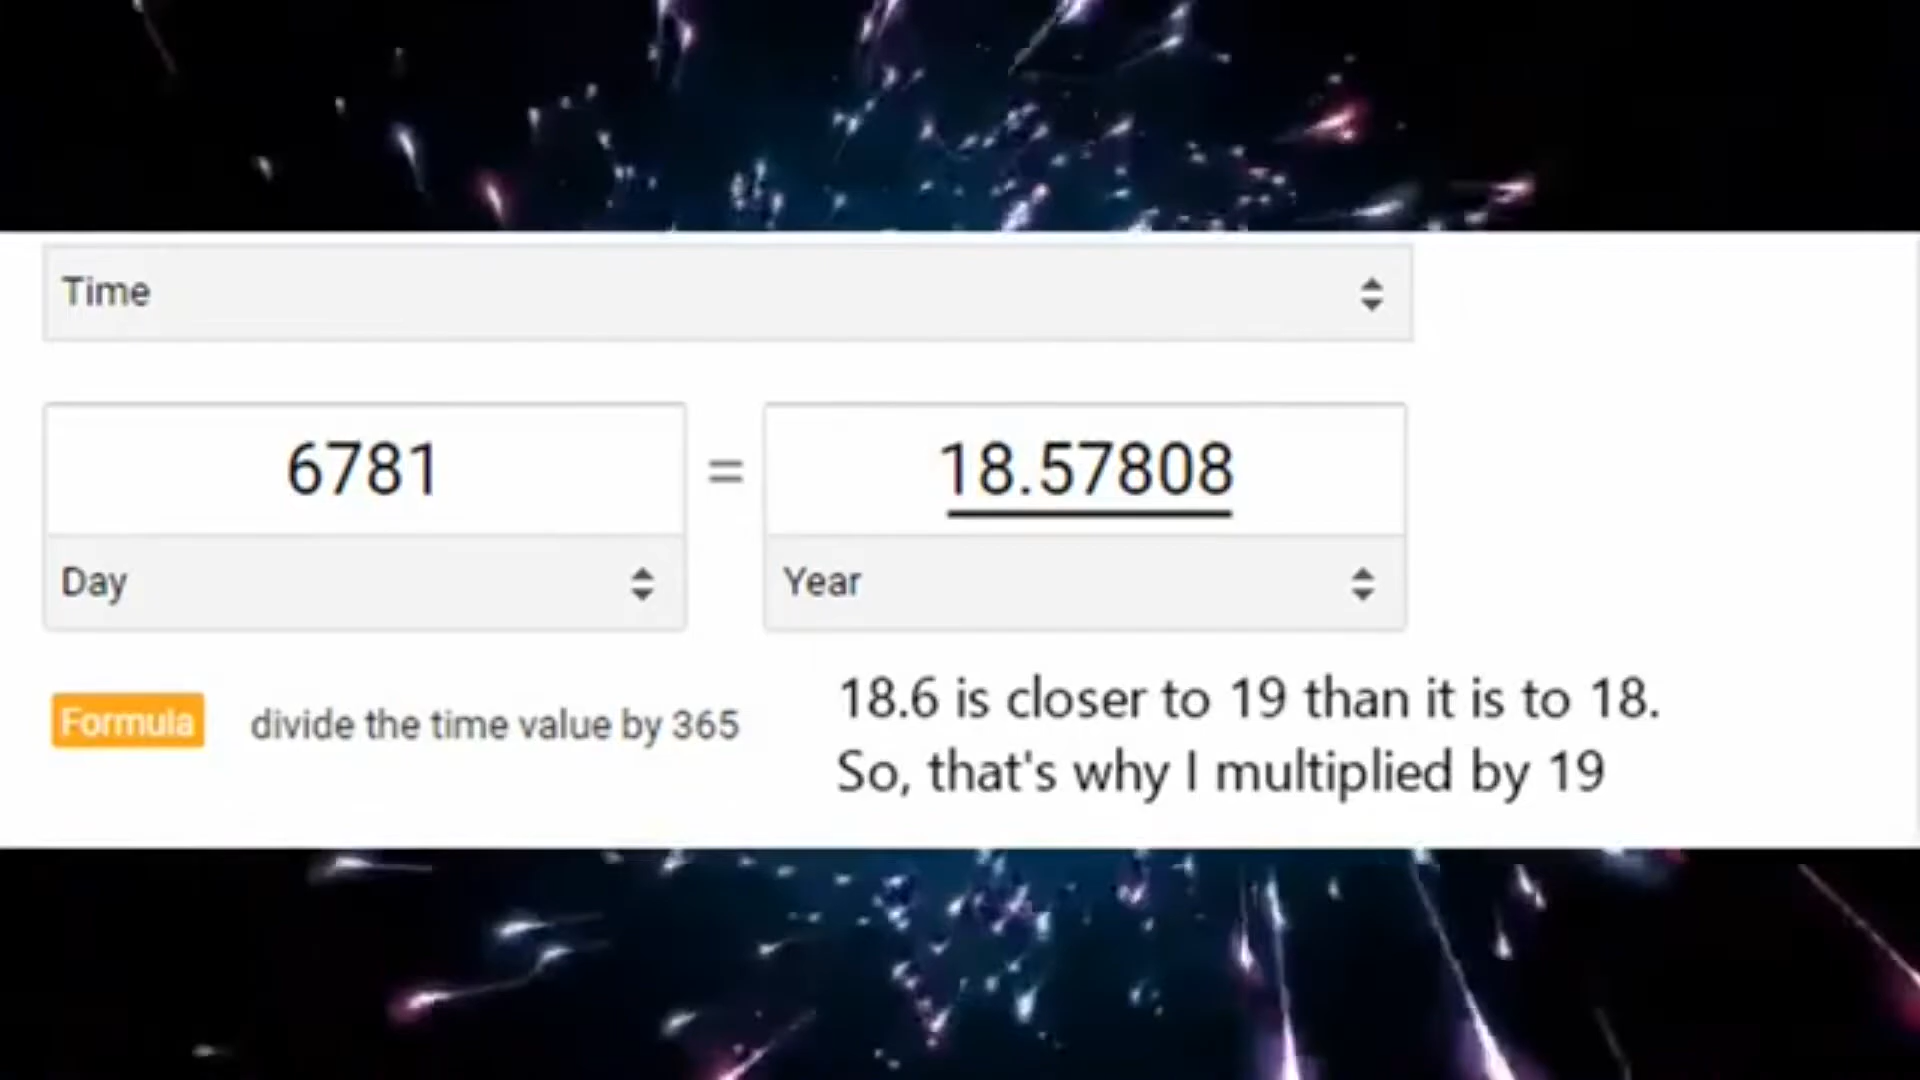 Time
6781 = 18.57808
Day Year
Formula divide the time value by 365
18.6 is closer to 19 than it is to 18.
So, that's why I multiplied by 19